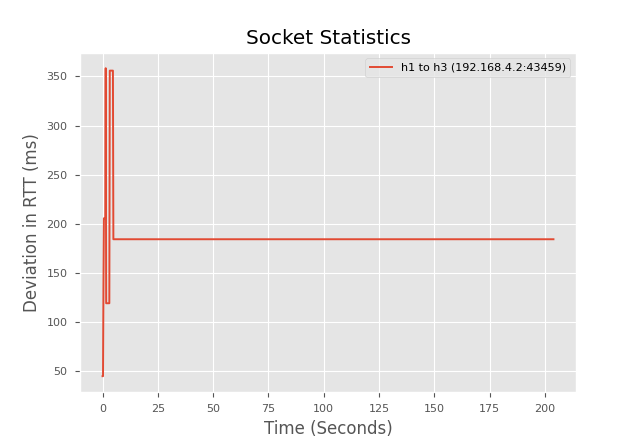 Socket Statistics
h1 to h3 (192.168.4.2:43459)
Deviation in RTT (ms)
350
300
250
200
150
100
50
0 25 50 75 100 125 150 175 200
Time (Seconds)